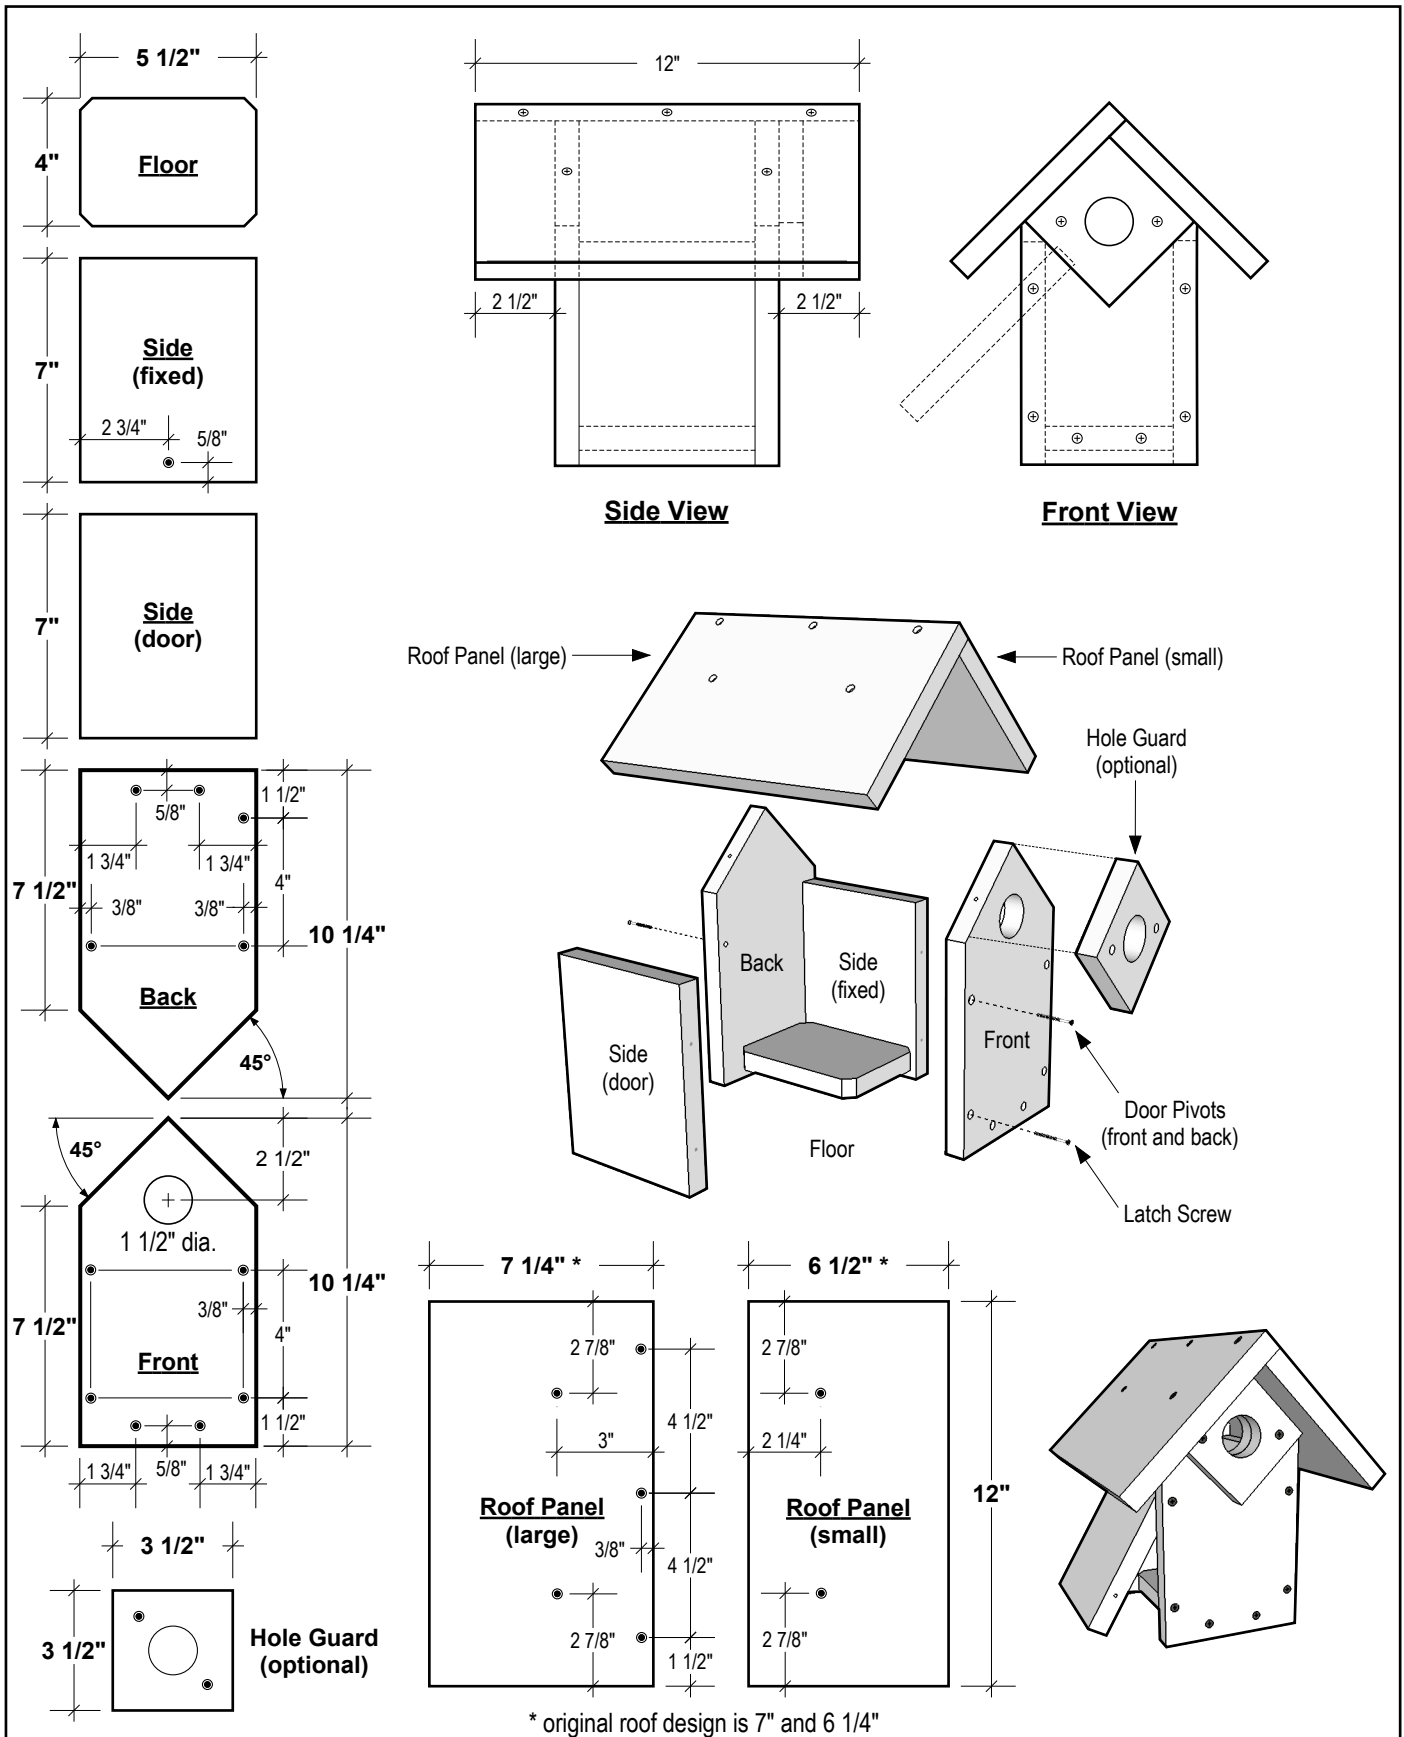 5 1/2"
4"
Floor
7"
Side
(fixed)
2 3/4"
5/8"
7"
Side
(door)
1 1/2"
5/8"
1 3/4"
1 3/4"
4"
7 1/2"
3/8"
3/8"
10 1/4"
Back
45°
45°
2 1/2"
1 1/2" dia.
10 1/4"
3/8"
7 1/2"
4"
Front
1 1/2"
1 3/4"
5/8"
1 3/4"
3 1/2"
3 1/2"
Hole Guard
(optional)
12"
2 1/2"
2 1/2"
Side View
Front View
Roof Panel (large)
Roof Panel (small)
Hole Guard
(optional)
Back
Side
(fixed)
Front
Side
(door)
Door Pivots
(front and back)
Floor
Latch Screw
7 1/4" *
2 7/8"
4 1/2"
3"
Roof Panel
(large)
3/8"
4 1/2"
2 7/8"
1 1/2"
6 1/2" *
2 7/8"
2 1/4"
12"
Roof Panel
(small)
2 7/8"
* original roof design is 7" and 6 1/4"